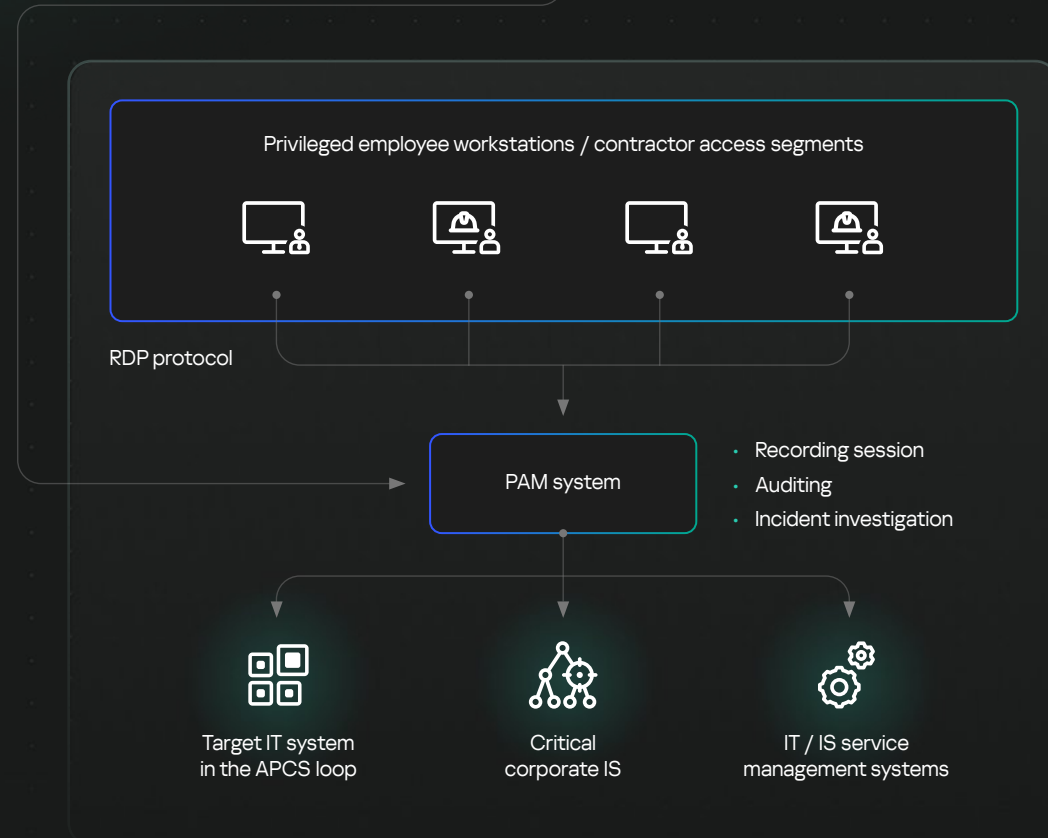 Privileged employee workstations / contractor access segments
RDP protocol
PAM system
Recording session
Auditing
Incident investigation
Target IT system
in the APCS loop
Critical
corporate IS
IT / IS service
management systems